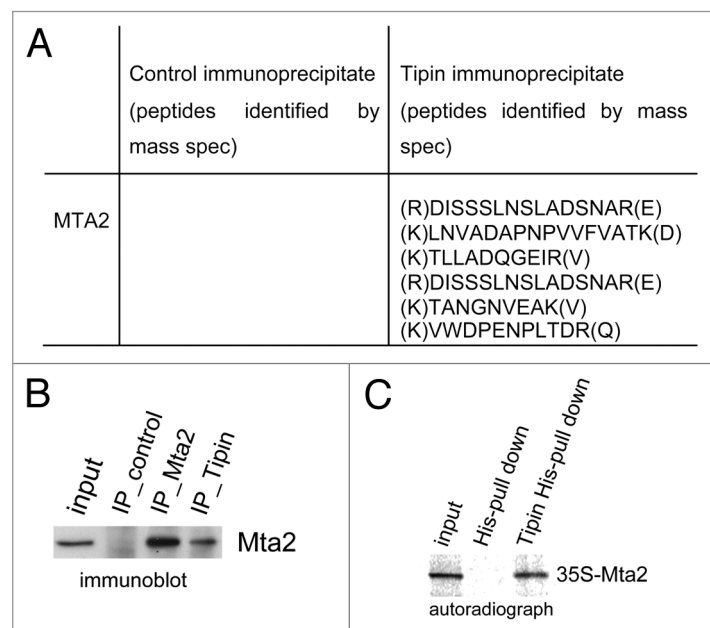 A
Control immunoprecipitate
(peptides identified by
mass spec)
Tipin immunoprecipitate
(peptides identified by mass
spec)
MTA2
(R)DISSSLNSLADSNAR(E)
(K)LNVADAPNPVVFVATK(D)
(K)TLLADQGEIR(V)
(R)DISSSLNSLADSNAR(E)
(K)TANGNVEAK(V)
(K)VWDPENPLTDR(Q)
B
input
IP_control
IP_Mta2
IP_Tipin
Mta2
immunoblot
C
input
His-pull down
Tipin His-pull down
35S-Mta2
autoradiograph